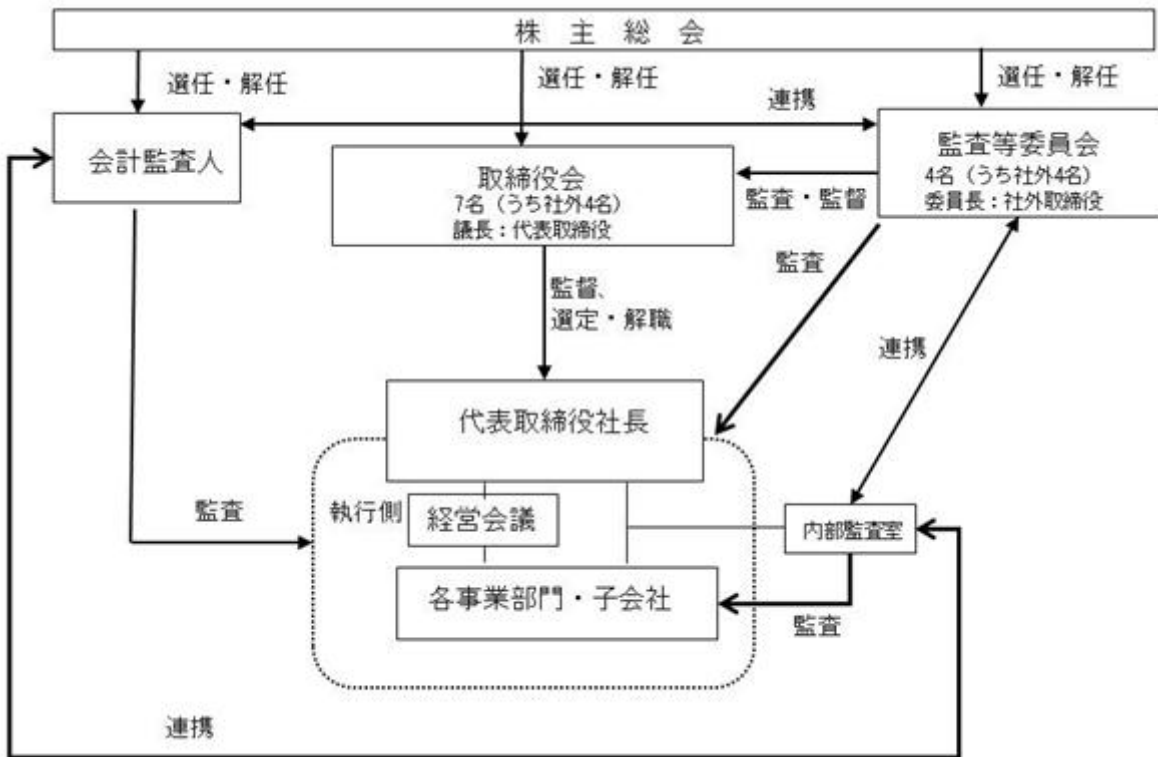 株 主 総 会
選任・解任
選任・解任
選任・解任
連携
会計監査人
取締役会
7名(うち社外4名)
議長:代表取締役
監査・監督
監査等委員会
4名(うち社外4名)
委員長:社外取締役
監査
監督、
選定・解職
連携
代表取締役社長
監査
執行側
経営会議
内部監査室
各事業部門・子会社
監査
連携